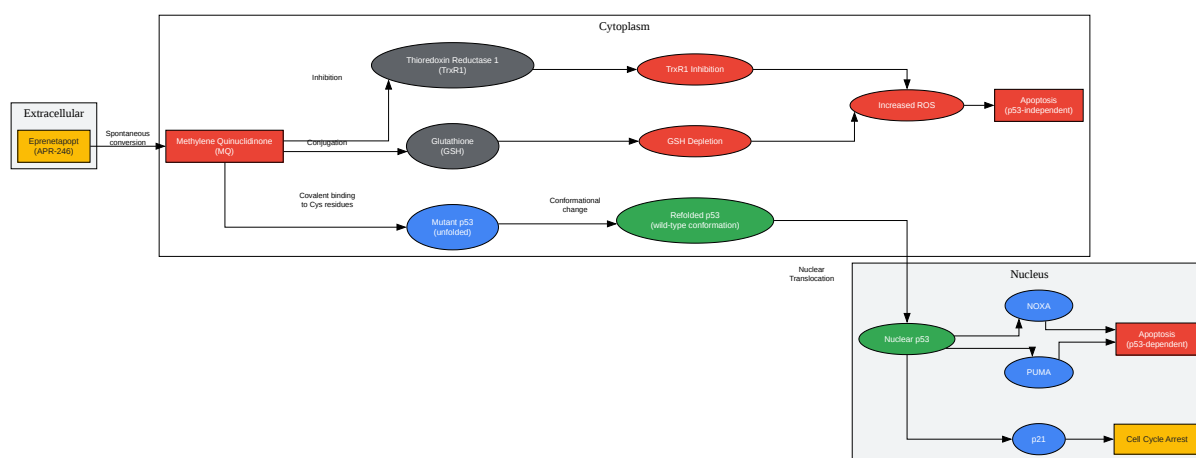 Cytoplasm
Thioredoxin Reductase 1
(TrxR1)
TrxR1 Inhibition
Inhibition
Increased ROS
Apoptosis
(p53-independent)
Extracellular
Eprenetapopt
(APR-246)
Spontaneous
conversion
Methylene Quinuclidinone
(MQ)
Conjugation
Glutathione
(GSH)
GSH Depletion
Covalent binding
to Cys residues
Mutant p53
(unfolded)
Conformational
change
Refolded p53
(wild-type conformation)
Nuclear
Translocation
Nucleus
NOXA
Nuclear p53
Apoptosis
(p53-dependent)
PUMA
p21
Cell Cycle Arrest